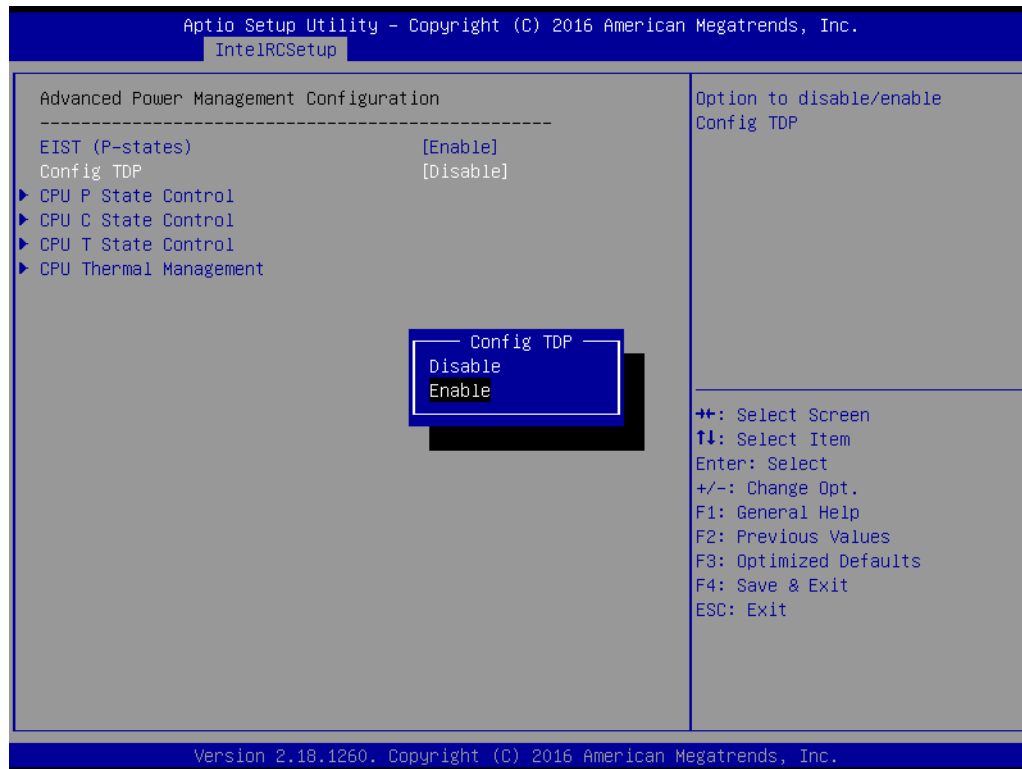 Aptio Setup Utility – Copyright (C) 2016 American Megatrends, Inc.
IntelRCSetup
Advanced Power Management Configuration
--------------------------------------------------
EIST (P-states) [Enable]
Config TDP [Disable]
▶ CPU P State Control
▶ CPU C State Control
▶ CPU T State Control
▶ CPU Thermal Management
Config TDP
Disable
Enable
Option to disable/enable
Config TDP
→←: Select Screen
↑↓: Select Item
Enter: Select
+/-: Change Opt.
F1: General Help
F2: Previous Values
F3: Optimized Defaults
F4: Save & Exit
ESC: Exit
Version 2.18.1260. Copyright (C) 2016 American Megatrends, Inc.